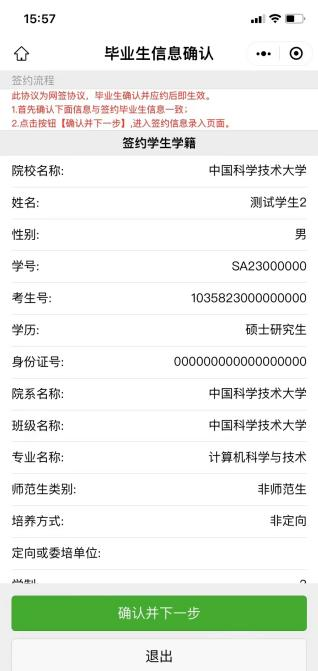 15:57
毕业生信息确认
签约流程
此协议为网签协议，毕业生确认并应约后即生效。
1.首先确认下面信息与签约毕业生信息一致；
2.点击按钮【确认并下一步】,进入签约信息录入页面。
签约学生学籍
院校名称: 中国科学技术大学
姓名: 测试学生2
性别: 男
学号: SA23000000
考生号: 1035823000000000
学历: 硕士研究生
身份证号: 000000000000000000
院系名称: 中国科学技术大学
班级名称: 中国科学技术大学
专业名称: 计算机科学与技术
师范生类别: 非师范生
培养方式: 非定向
定向或委培单位:
学制
确认并下一步
退出